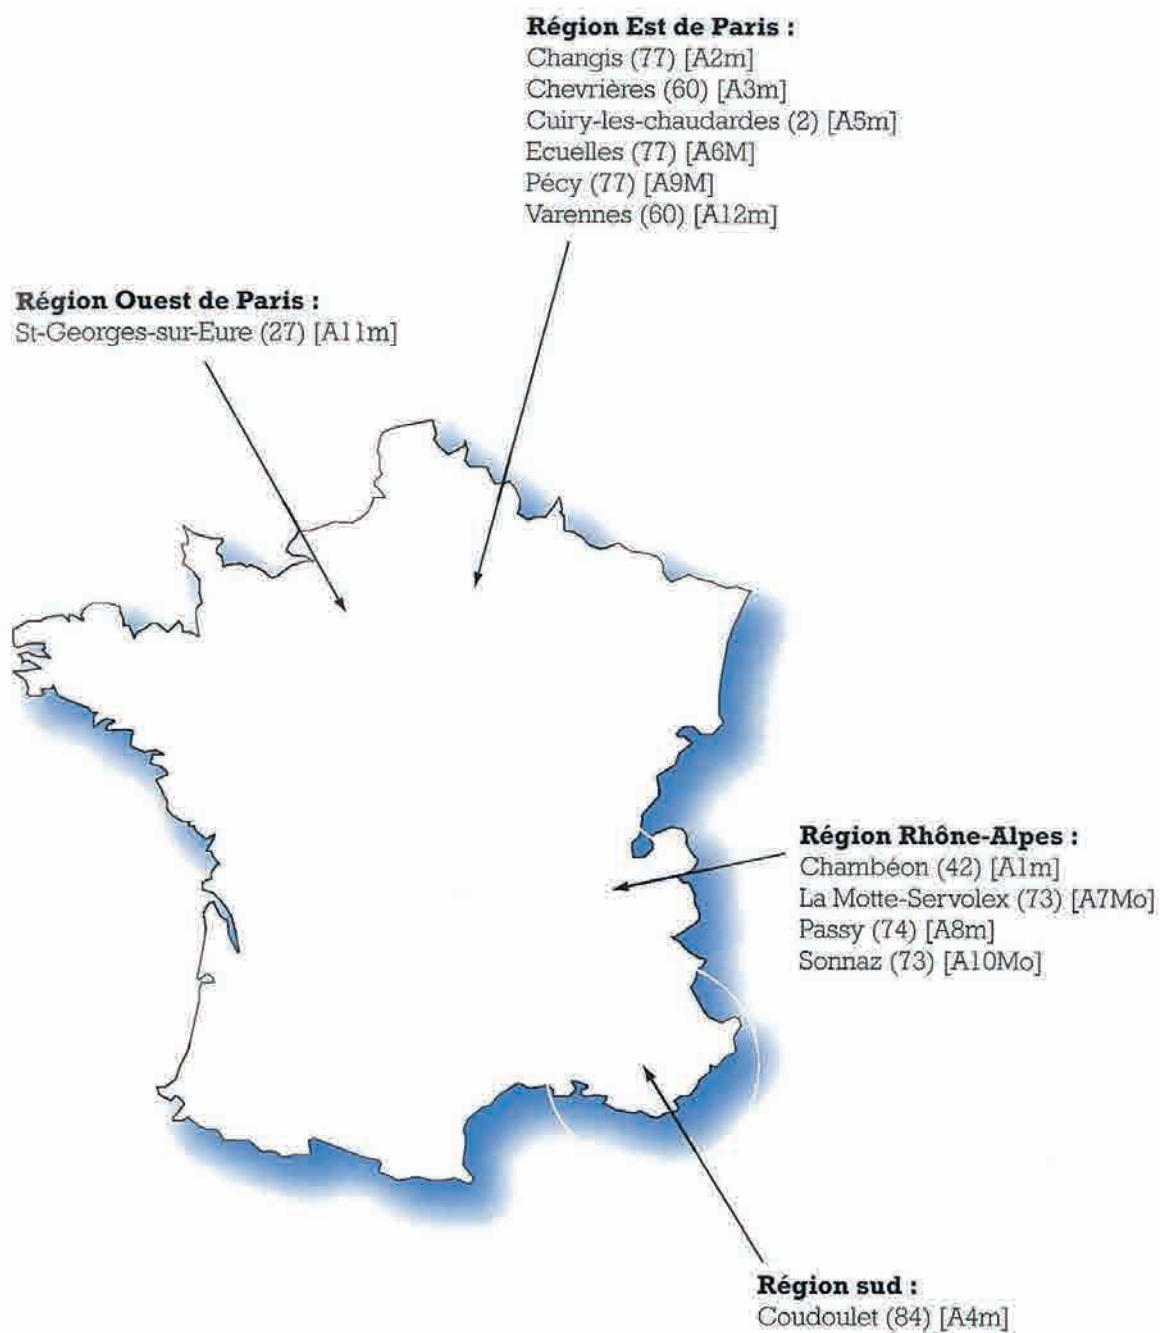 Région Est de Paris :
Changis (77) [A2m]
Chevrières (60) [A3m]
Cuiry-les-chaudardes (2) [A5m]
Ecuelles (77) [A6M]
Pécy (77) [A9M]
Varennes (60) [A12m]
Région Ouest de Paris :
St-Georges-sur-Eure (27) [A11m]
Région Rhône-Alpes :
Chambéon (42) [A1m]
La Motte-Servolex (73) [A7Mo]
Passy (74) [A8m]
Sonnaz (73) [A10Mo]
Région sud :
Coudoulet (84) [A4m]